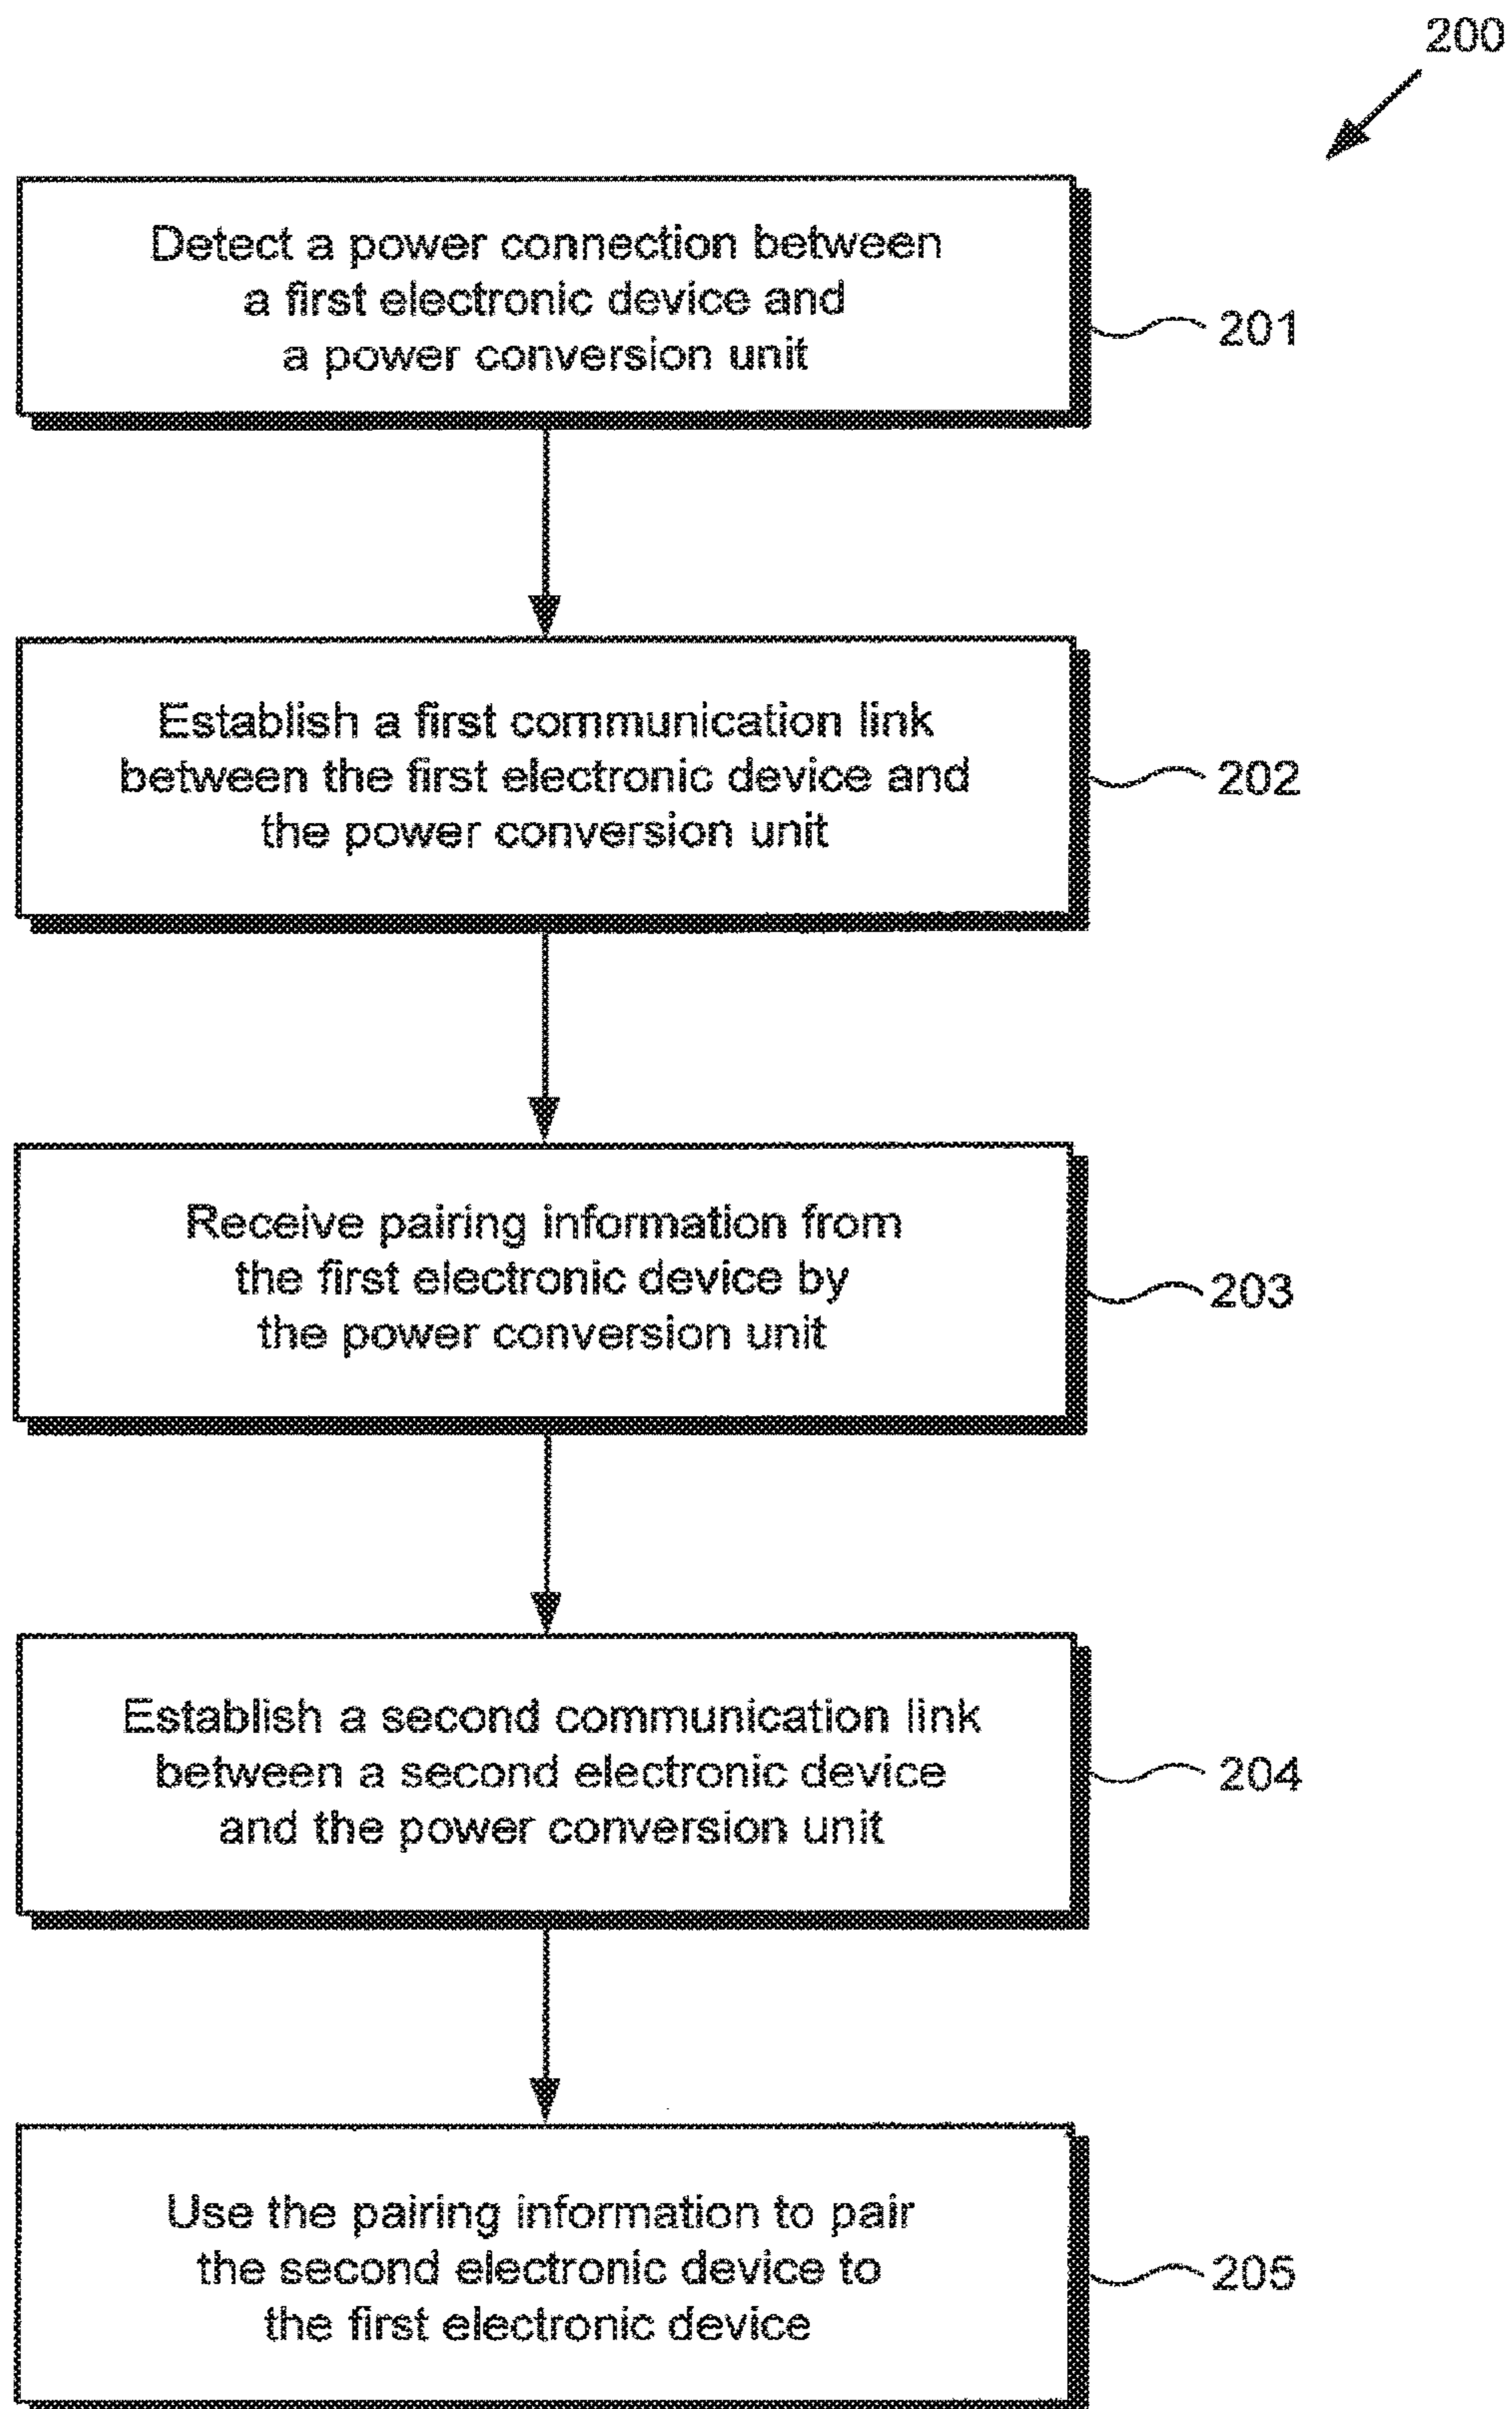 200
Detect a power connection between
a first electronic device and
a power conversion unit
201
Establish a first communication link
between the first electronic device and
the power conversion unit
202
Receive pairing information from
the first electronic device by
the power conversion unit
203
Establish a second communication link
between a second electronic device
and the power conversion unit
204
Use the pairing information to pair
the second electronic device to
the first electronic device
205